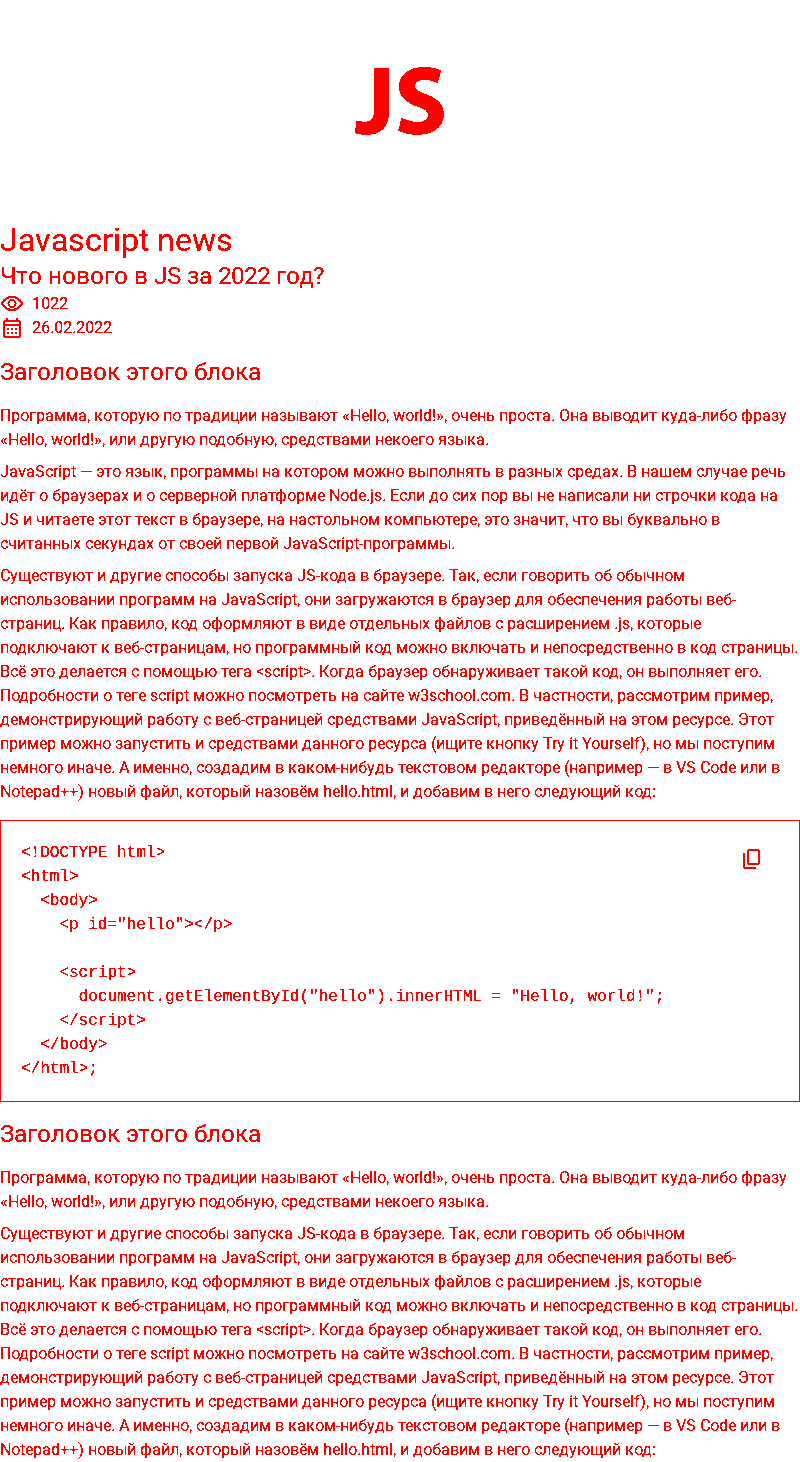 JS
Javascript news
Что нового в JS за 2022 год?
1022
26.02.2022
Заголовок этого блока
Программа, которую по традиции называют «Hello, world!», очень проста. Она выводит куда-либо фразу
«Hello, world!», или другую подобную, средствами некоего языка.
JavaScript — это язык, программы на котором можно выполнять в разных средах. В нашем случае речь
идёт о браузерах и о серверной платформе Node.js. Если до сих пор вы не написали ни строчки кода на
JS и читаете этот текст в браузере, на настольном компьютере, это значит, что вы буквально в
считанных секундах от своей первой JavaScript-программы.
Существуют и другие способы запуска JS-кода в браузере. Так, если говорить об обычном
использовании программ на JavaScript, они загружаются в браузер для обеспечения работы веб-
страниц. Как правило, код оформляют в виде отдельных файлов с расширением .js, которые
подключают к веб-страницам, но программный код можно включать и непосредственно в код страницы.
Всё это делается с помощью тега <script>. Когда браузер обнаруживает такой код, он выполняет его.
Подробности о теге script можно посмотреть на сайте w3school.com. В частности, рассмотрим пример,
демонстрирующий работу с веб-страницей средствами JavaScript, приведённый на этом ресурсе. Этот
пример можно запустить и средствами данного ресурса (ищите кнопку Try it Yourself), но мы поступим
немного иначе. А именно, создадим в каком-нибудь текстовом редакторе (например — в VS Code или в
Notepad++) новый файл, который назовём hello.html, и добавим в него следующий код:
<!DOCTYPE html>
<html>
  <body>
    <p id="hello"></p>
    <script>
      document.getElementById("hello").innerHTML = "Hello, world!";
    </script>
  </body>
</html>;
Заголовок этого блока
Программа, которую по традиции называют «Hello, world!», очень проста. Она выводит куда-либо фразу
«Hello, world!», или другую подобную, средствами некоего языка.
Существуют и другие способы запуска JS-кода в браузере. Так, если говорить об обычном
использовании программ на JavaScript, они загружаются в браузер для обеспечения работы веб-
страниц. Как правило, код оформляют в виде отдельных файлов с расширением .js, которые
подключают к веб-страницам, но программный код можно включать и непосредственно в код страницы.
Всё это делается с помощью тега <script>. Когда браузер обнаруживает такой код, он выполняет его.
Подробности о теге script можно посмотреть на сайте w3school.com. В частности, рассмотрим пример,
демонстрирующий работу с веб-страницей средствами JavaScript, приведённый на этом ресурсе. Этот
пример можно запустить и средствами данного ресурса (ищите кнопку Try it Yourself), но мы поступим
немного иначе. А именно, создадим в каком-нибудь текстовом редакторе (например — в VS Code или в
Notepad++) новый файл, который назовём hello.html, и добавим в него следующий код: